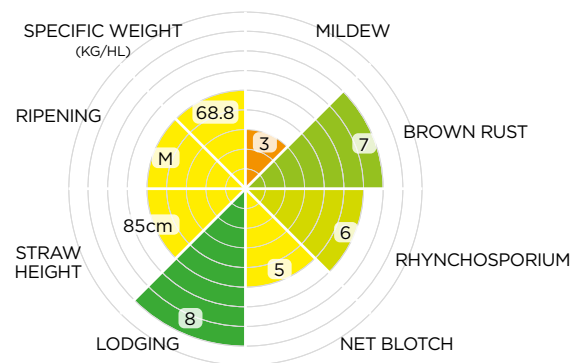 SPECIFIC WEIGHT
(KG/HL)
MILDEW
68.8
3
RIPENING
BROWN RUST
7
M
85cm
6
STRAW
HEIGHT
RHYNCHOSPORIUM
5
8
LODGING
NET BLOTCH